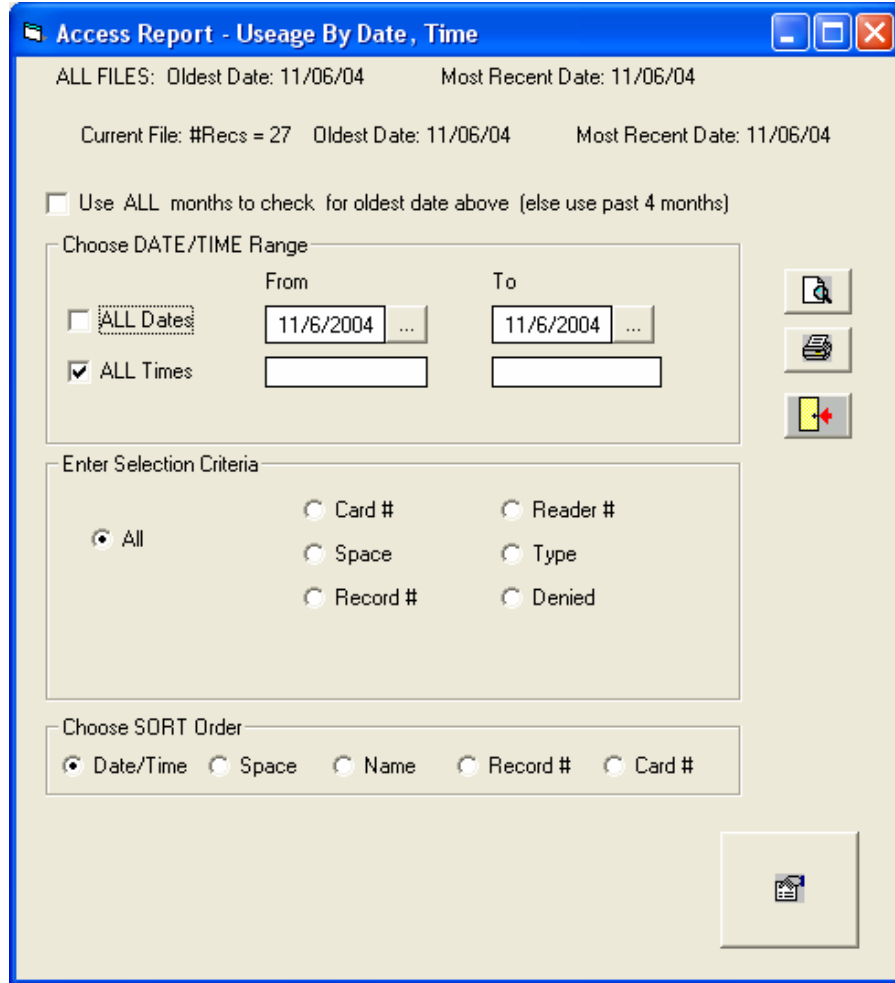 Access Report - Useage By Date, Time
ALL FILES: Oldest Date: 11/06/04 Most Recent Date: 11/06/04
Current File: #Recs = 27 Oldest Date: 11/06/04 Most Recent Date: 11/06/04
Use ALL months to check for oldest date above (else use past 4 months)
Choose DATE/TIME Range
From To
ALL Dates 11/6/2004 ... 11/6/2004 ...
ALL Times
Enter Selection Criteria
Card # Reader #
All
Space Type
Record # Denied
Choose SORT Order
Date/Time Space Name Record # Card #